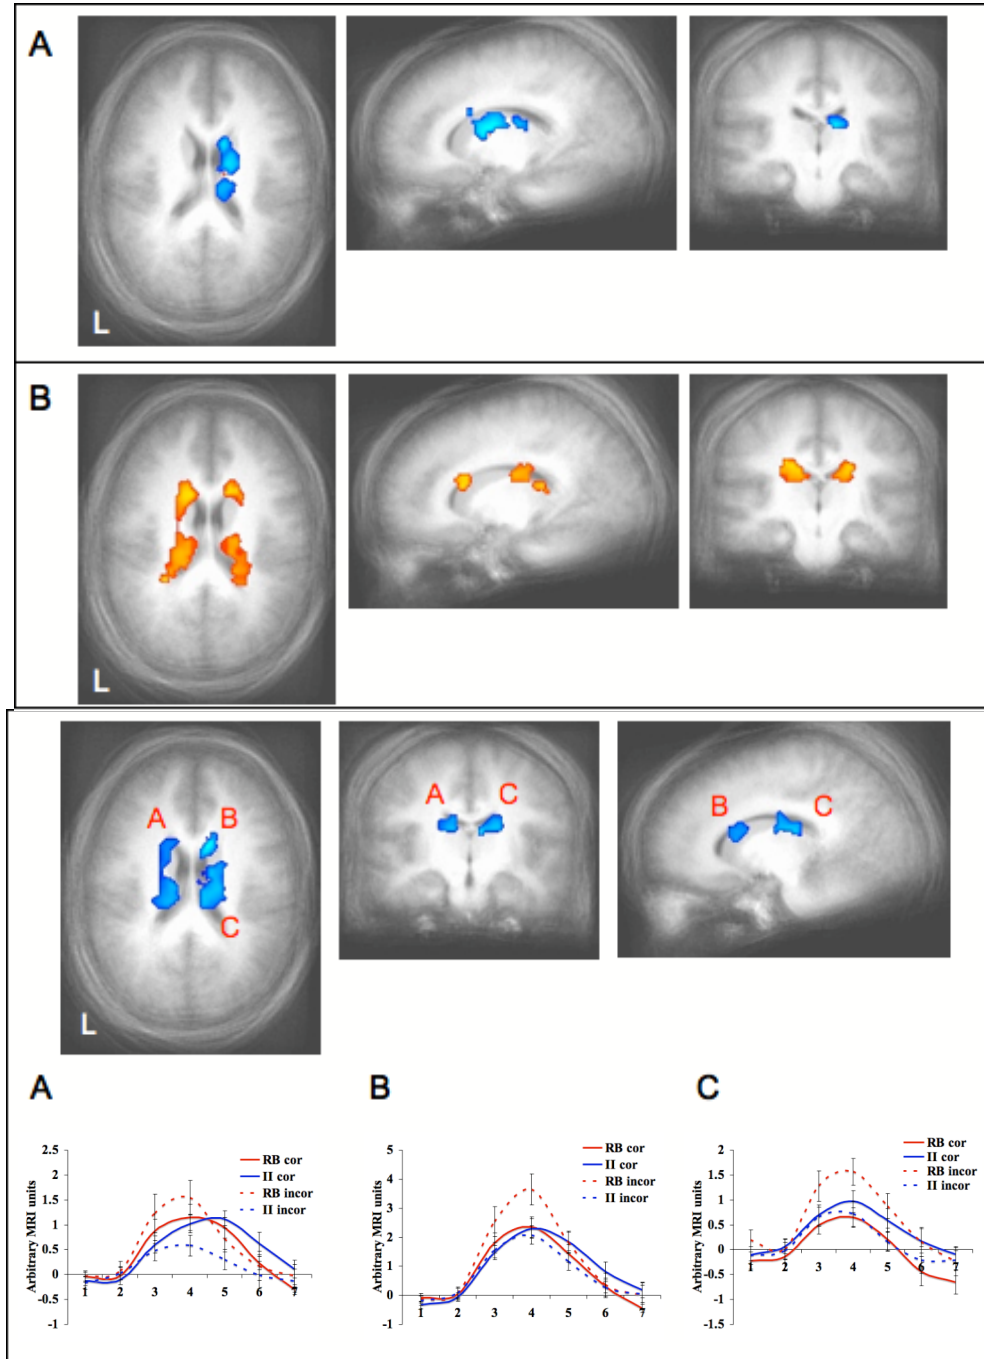 A
L
B
L
A B
C
L
A C
B C
A
B
C
2.5
2
1.5
1
0.5
0
-0.5
-1
Arbitrary MRI units
1 2 3 4 5 6 7
RB cor
II cor
RB incor
II incor
5
4
3
2
1
0
-1
Arbitrary MRI units
1 2 3 4 5 6 7
RB cor
II cor
RB incor
II incor
2
1.5
1
0.5
0
-0.5
-1
-1.5
Arbitrary MRI units
1 2 3 4 5 6 7
RB cor
II cor
RB incor
II incor